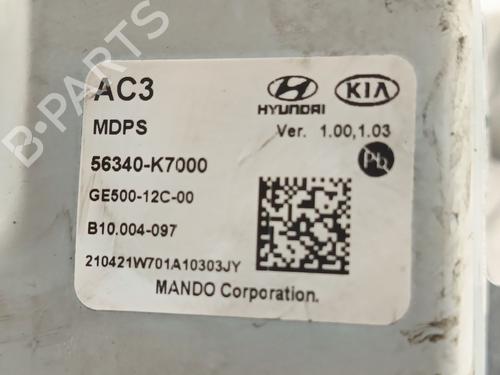 AC3
HYUNDAI KIA
MDPS
Ver. 1.00,1.03
56340-K7000
Pb
GE500-12C-00
B10.004-097
210421W701A10303JY
MANDO Corporation.
B-PARTS